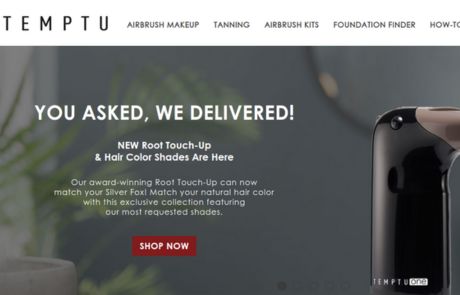 TEMPTU
AIRBRUSH MAKEUP TANNING AIRBRUSH KITS FOUNDATION FINDER HOW-TO
YOU ASKED, WE DELIVERED!
NEW Root Touch-Up
& Hair Color Shades Are Here
Our award-winning Root Touch-Up can now
match your Silver Fox! Match your natural hair color
with this exclusive collection featuring
our most requested shades.
SHOP NOW
TEMPTU one